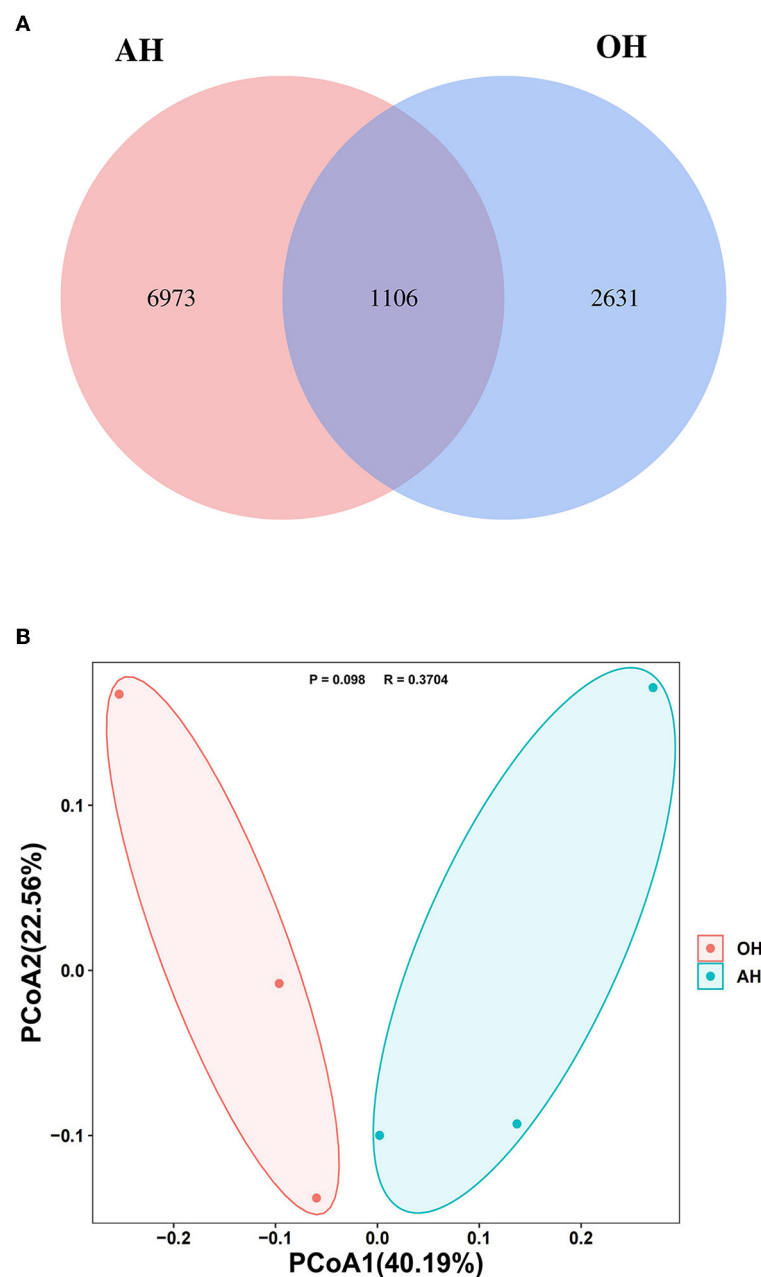 A
AH OH
6973 1106 2631
B
P = 0.098 R = 0.3704
0.1
0.0
−0.1
PCoA2(22.56%)
OH
AH
−0.2 −0.1 0.0 0.1 0.2
PCoA1(40.19%)